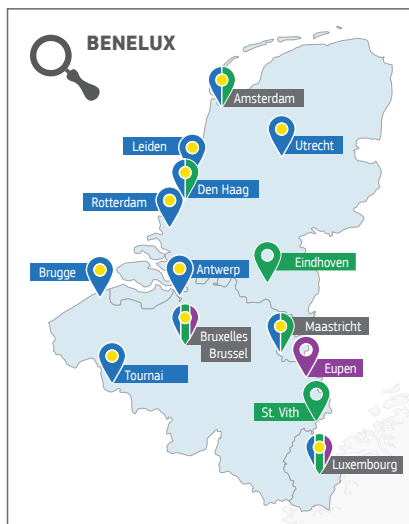 BENELUX
Amsterdam
Leiden
Utrecht
Den Haag
Rotterdam
Eindhoven
Brugge
Antwerp
Bruxelles
Brussel
Maastricht
Tournai
Eupen
St. Vith
Luxembourg